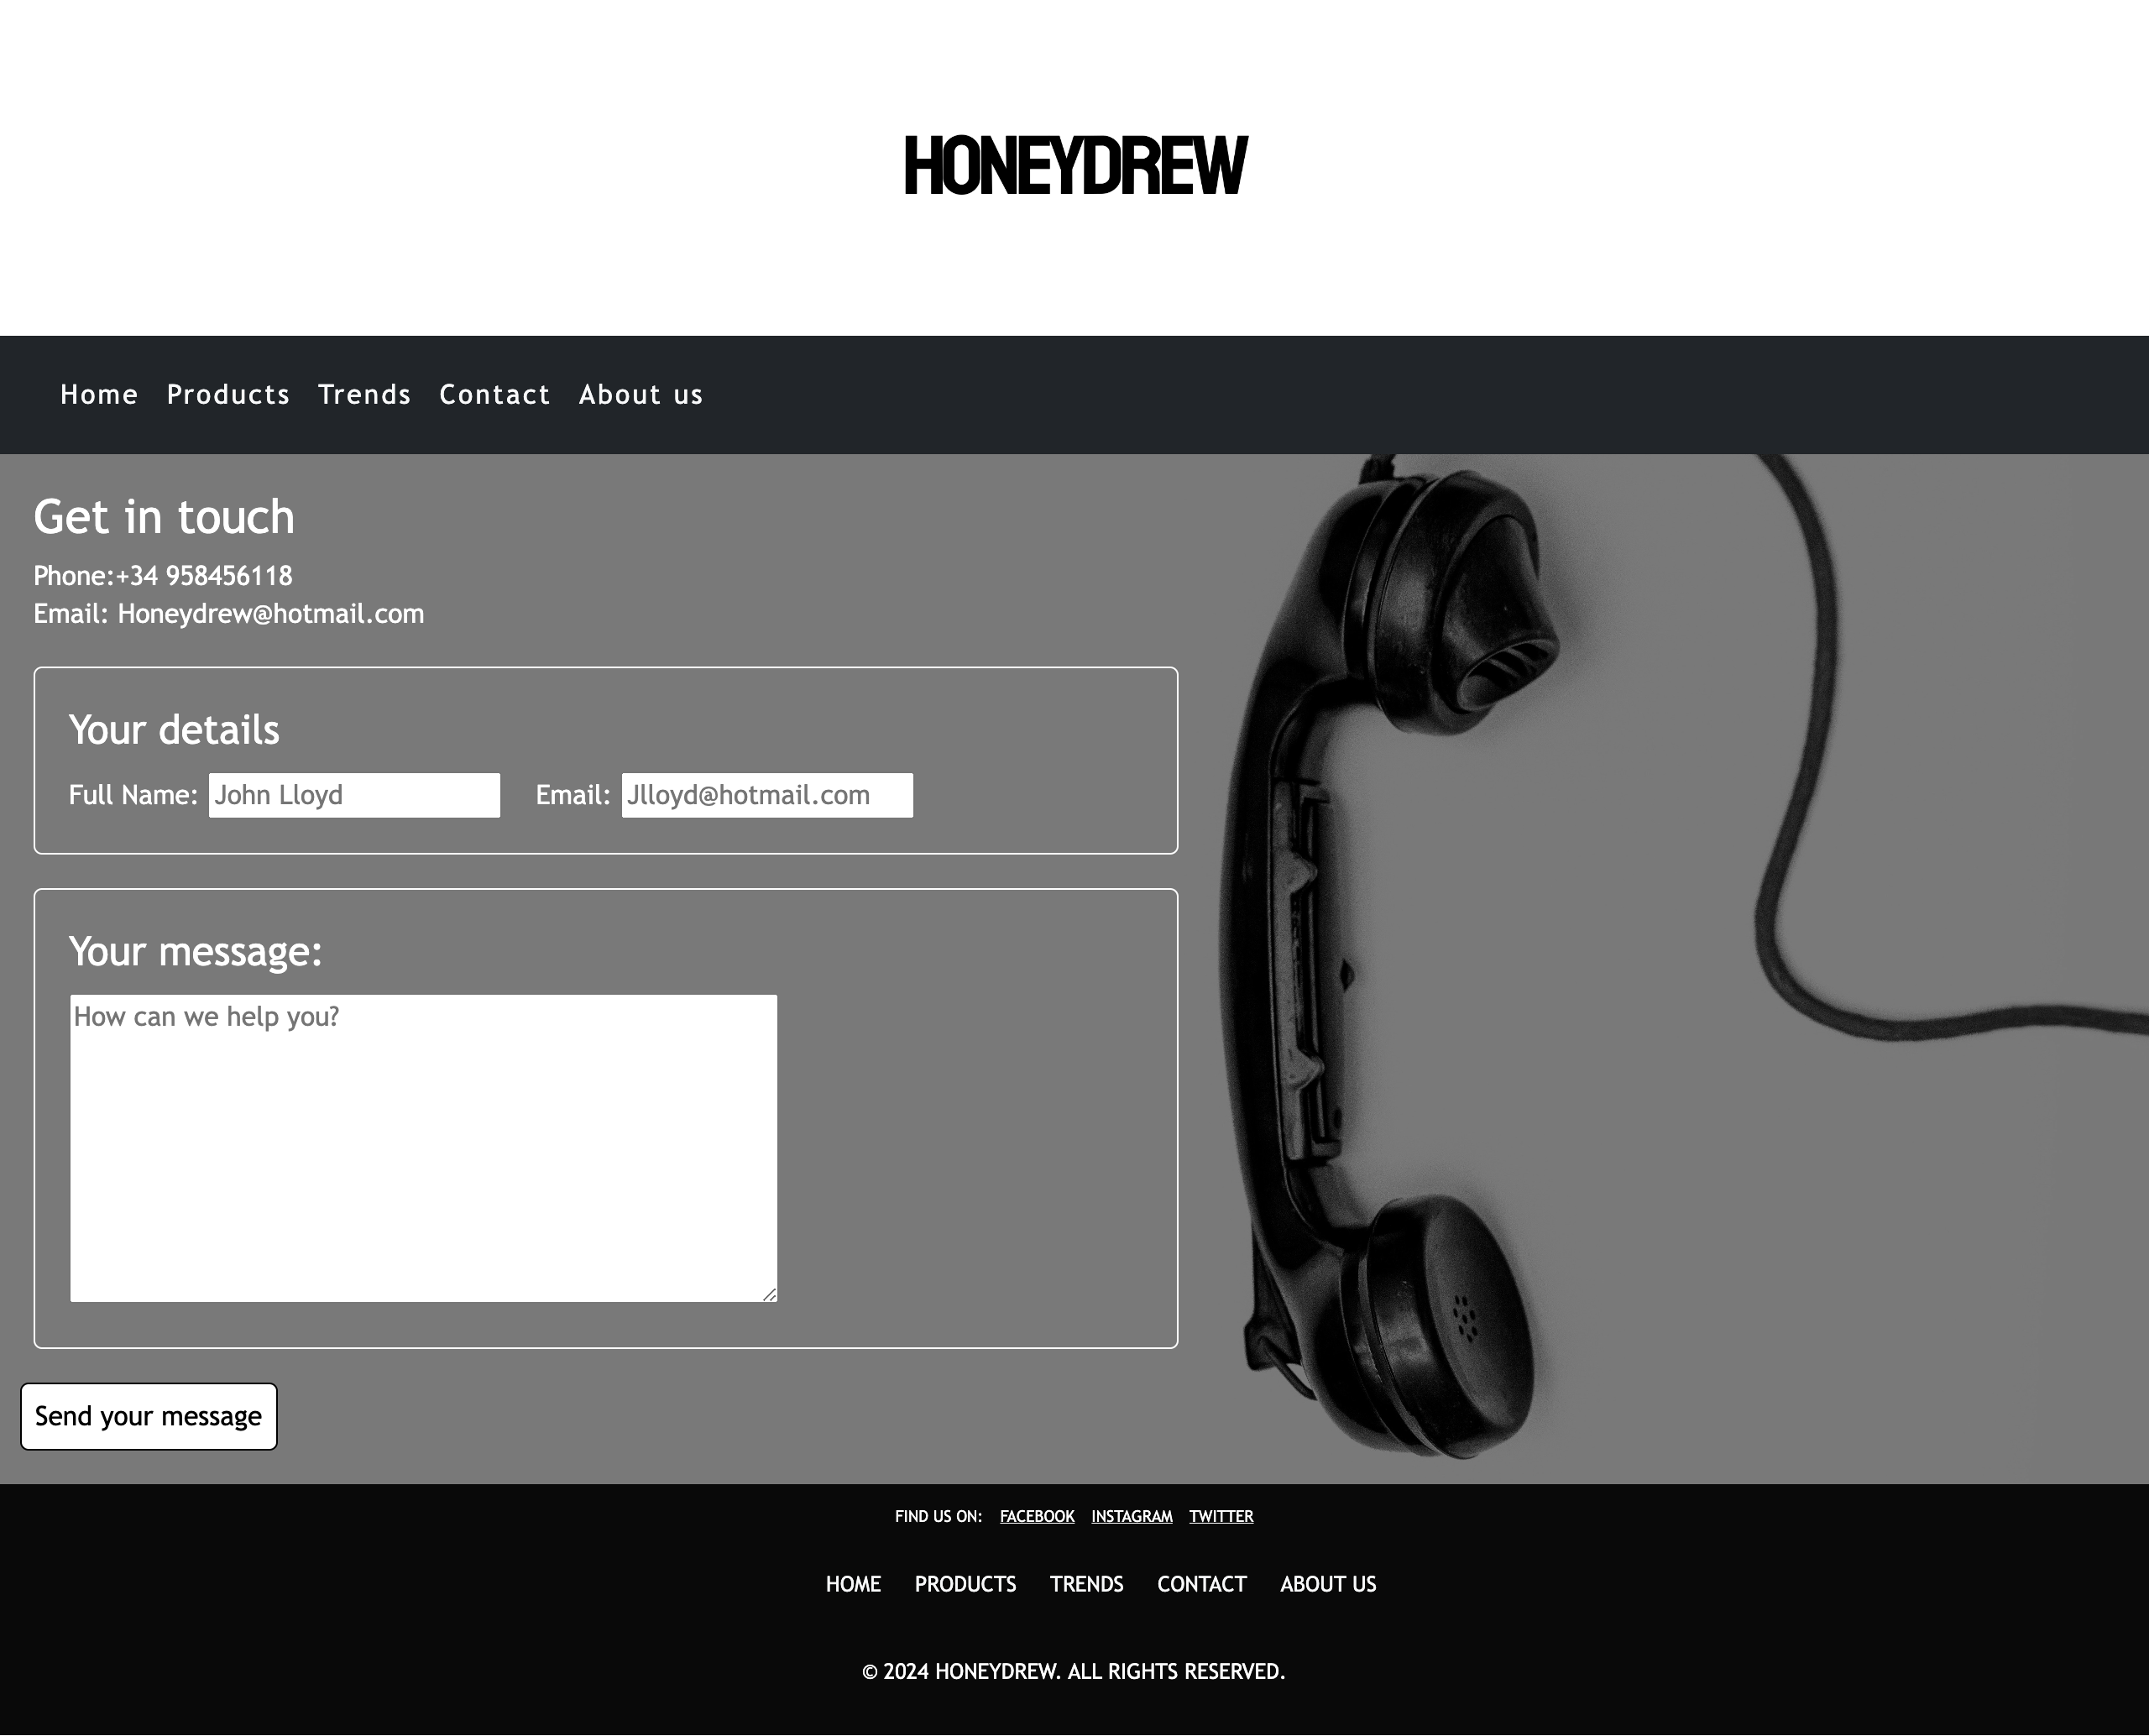 HONEYDREW
Home Products Trends Contact About us
Get in touch
Phone:+34 958456118
Email: Honeydrew@hotmail.com
Your details
Full Name: John Lloyd Email: Jlloyd@hotmail.com
Your message:
How can we help you?
Send your message
FIND US ON: FACEBOOK INSTAGRAM TWITTER
HOME PRODUCTS TRENDS CONTACT ABOUT US
© 2024 HONEYDREW. ALL RIGHTS RESERVED.